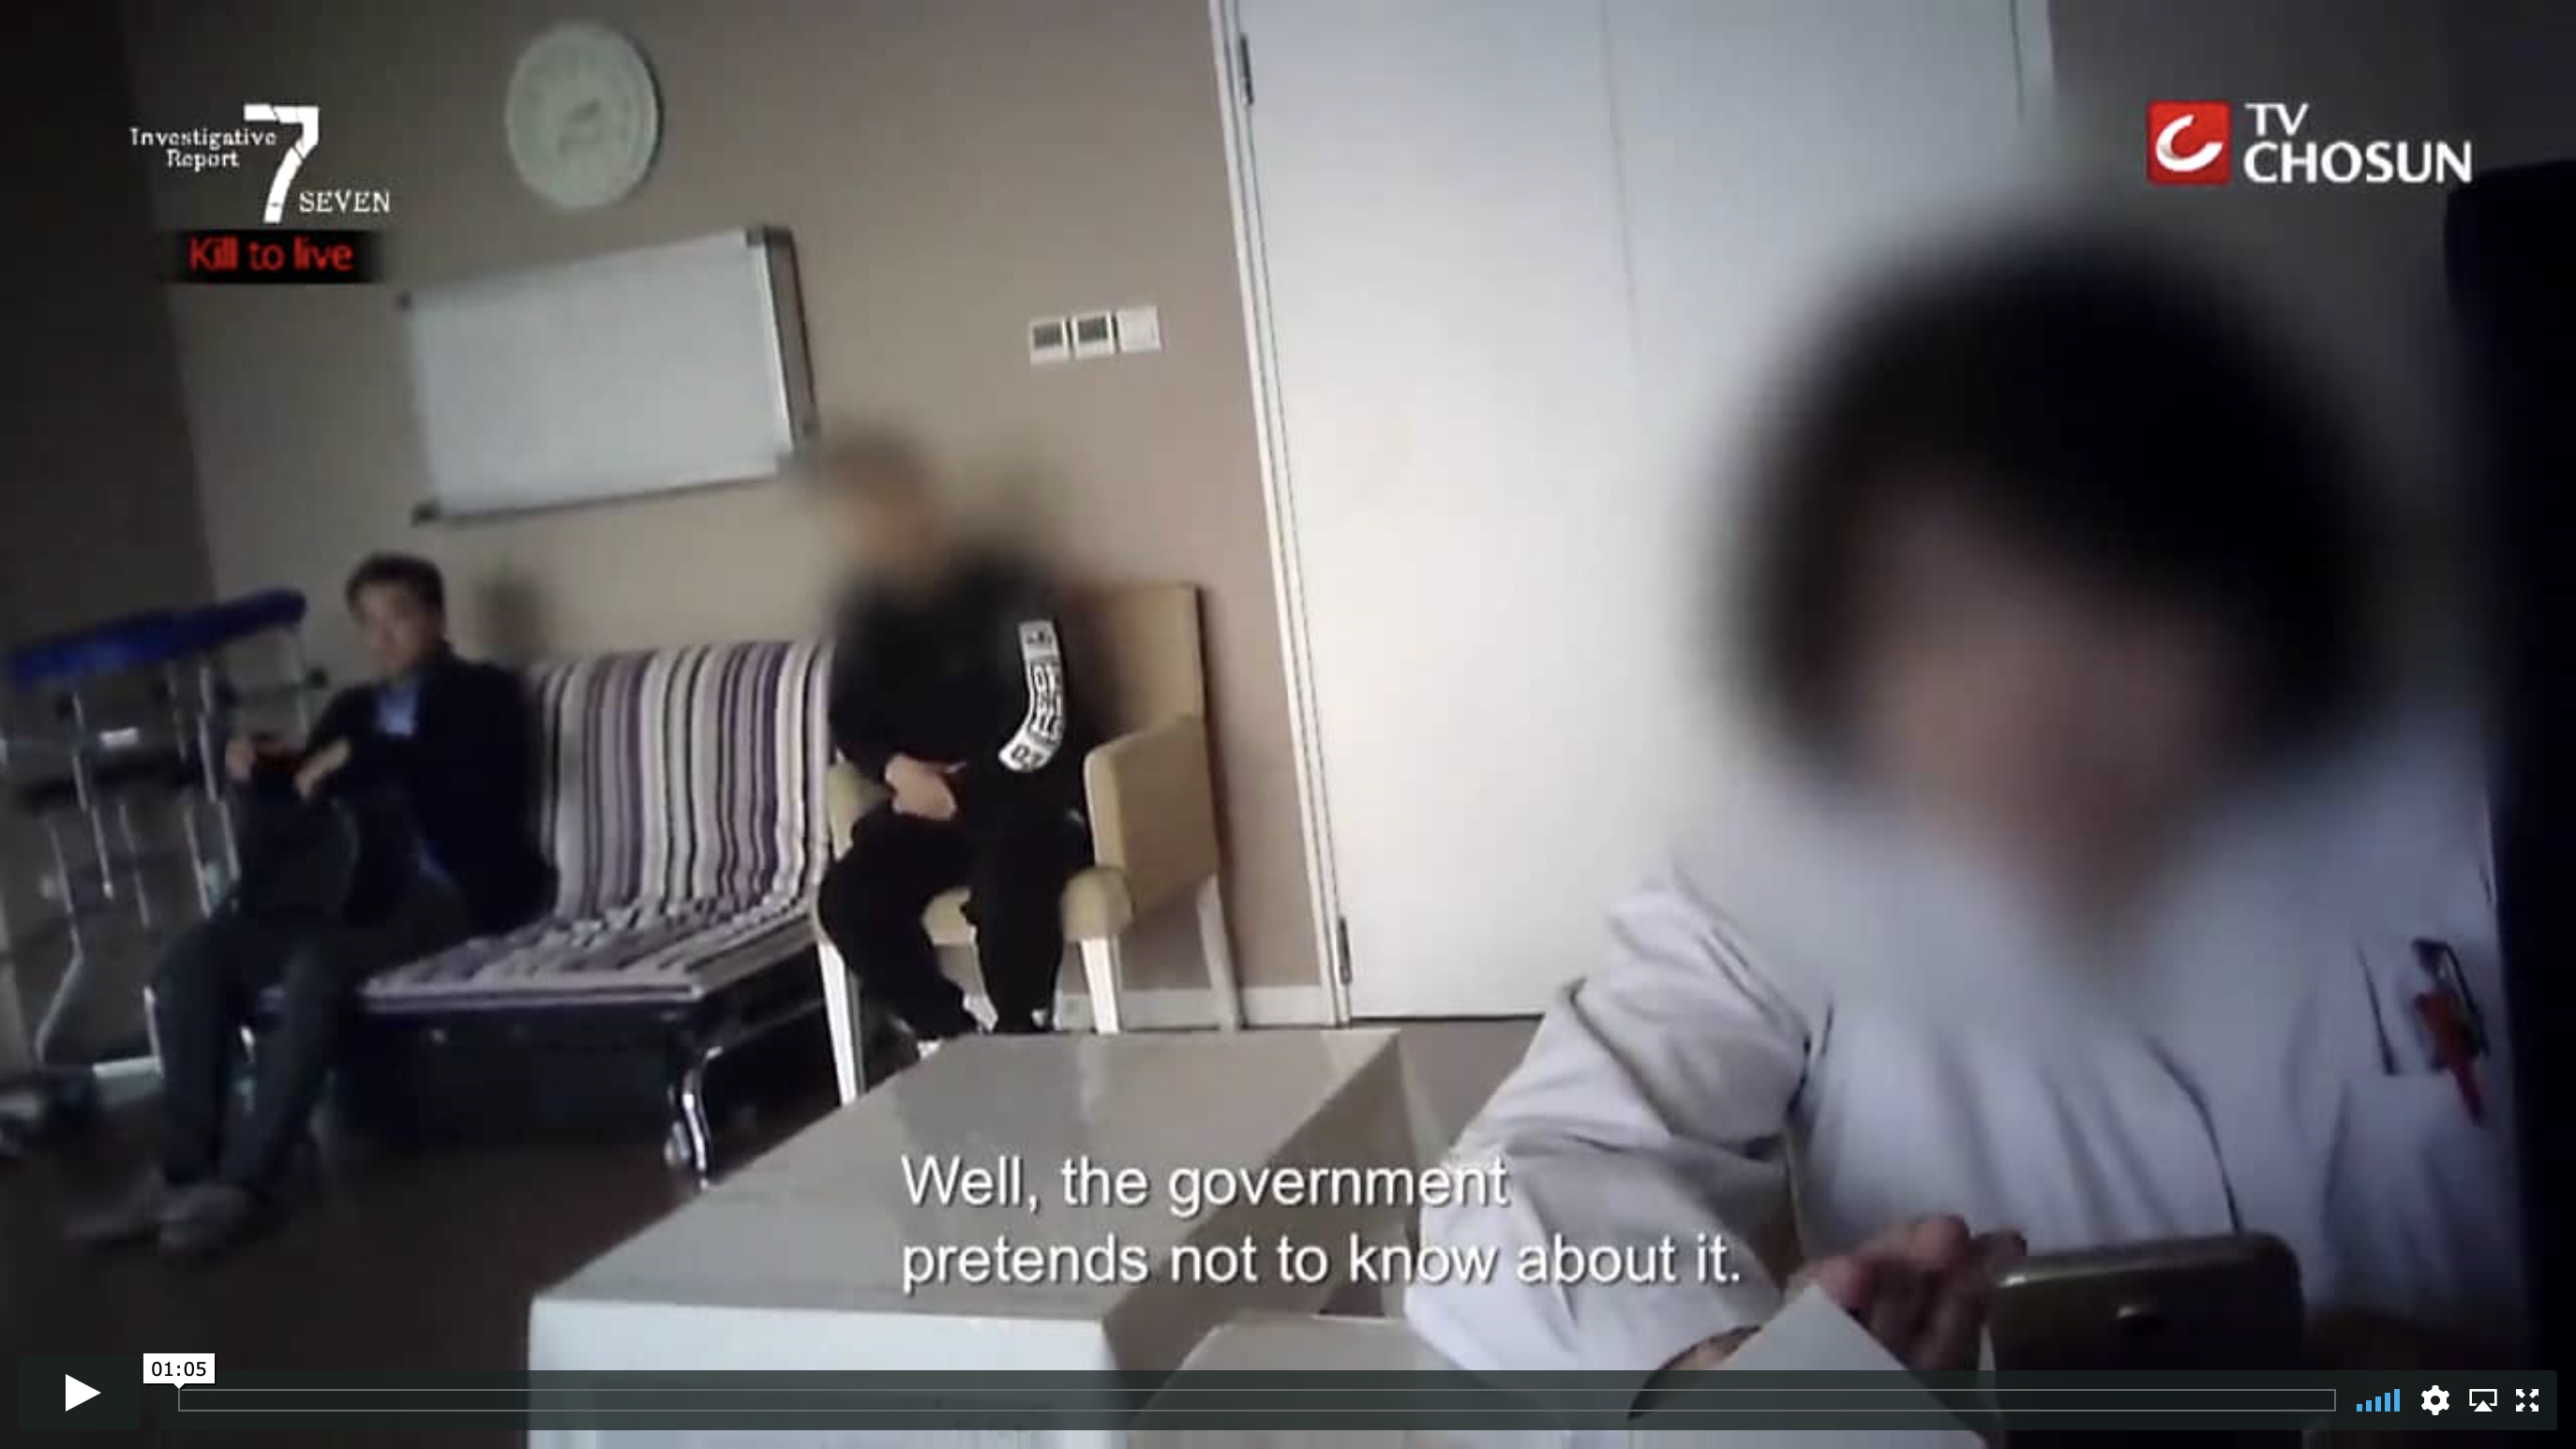 Investigative
Report
7
SEVEN
Kill to live
TV
CHOSUN
Well, the government
pretends not to know about it.
01:05